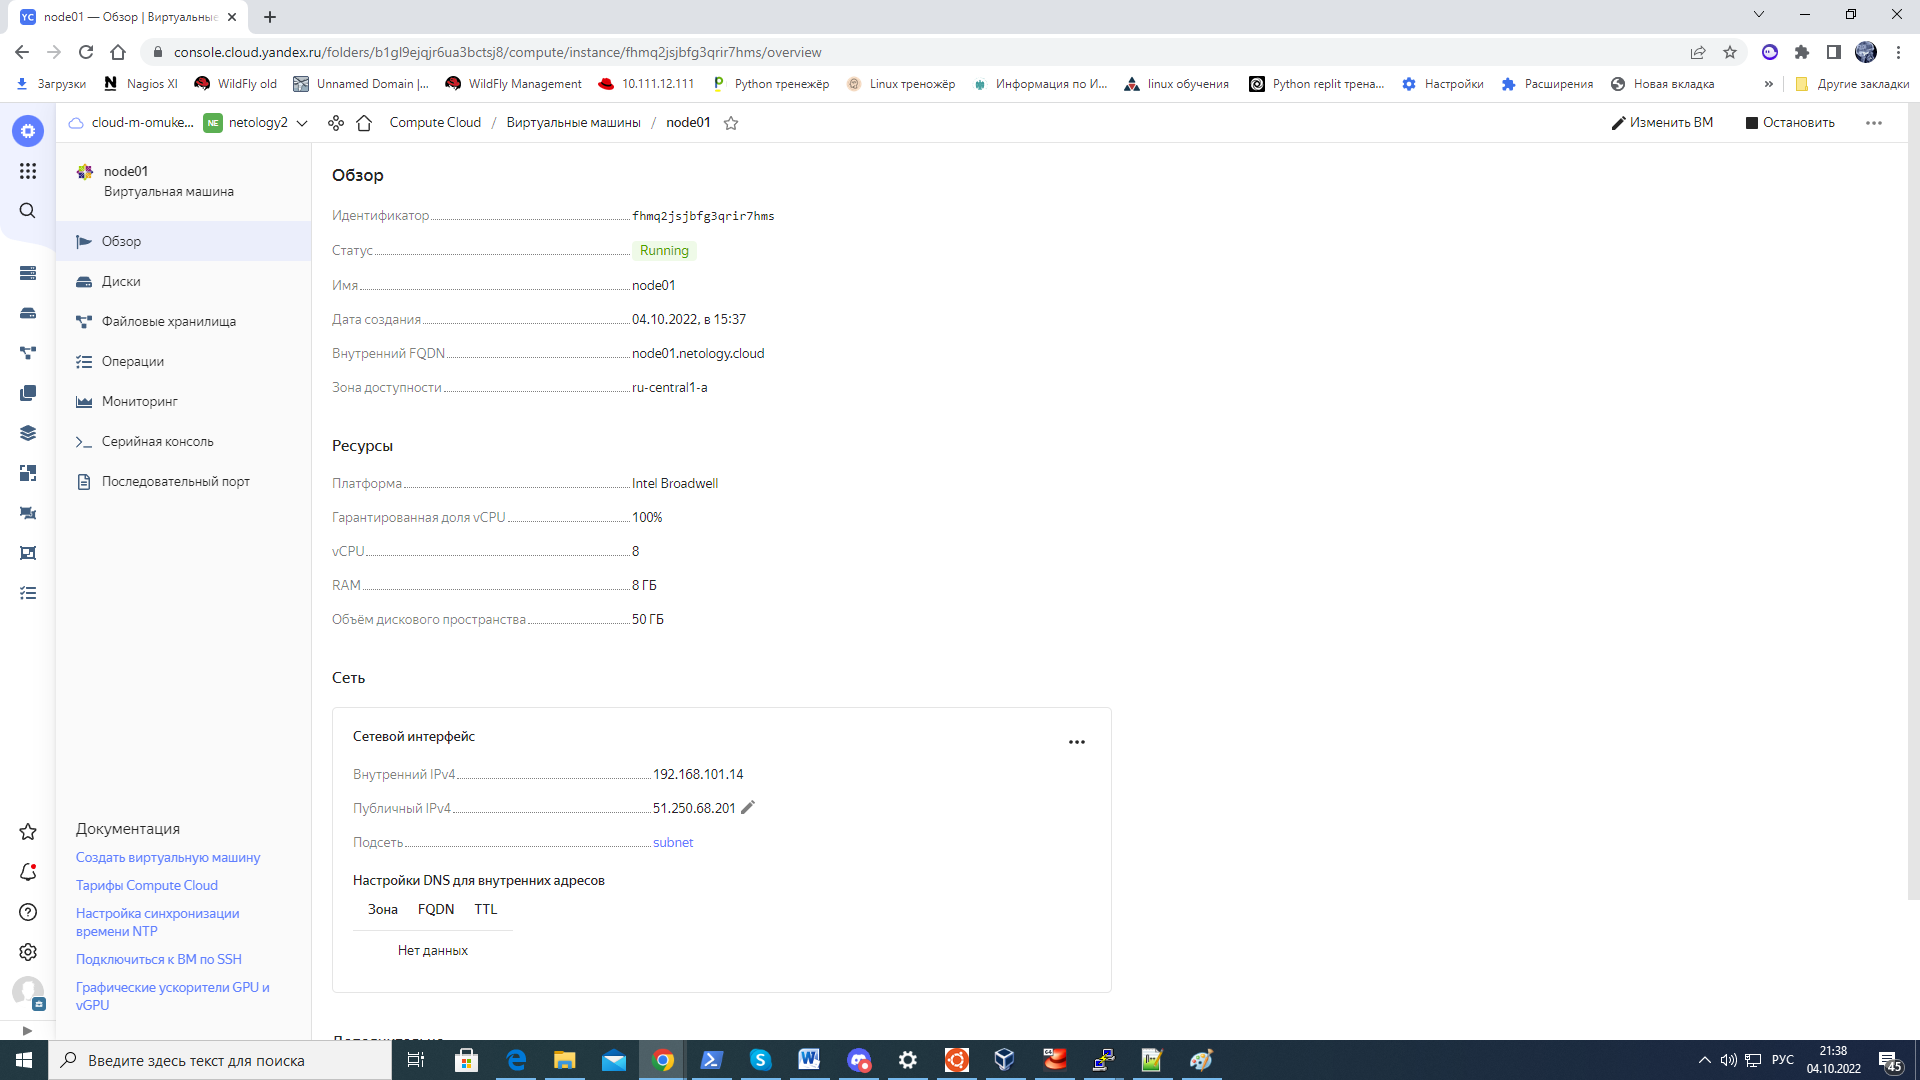 node01 — Обзор | Виртуальные
console.cloud.yandex.ru/folders/b1gl9ejqjr6ua3bctsj8/compute/instance/fhmq2jsjbfg3qrir7hms/overview
Загрузки
Nagios XI
WildFly old
Unnamed Domain |...
WildFly Management
10.111.12.111
Python тренежёр
Linux треножёр
Информация по И...
linux обучения
Python replit трена...
Настройки
Расширения
Новая вкладка
»
Другие закладки
cloud-m-omuke...
NE
netology2
Compute Cloud / Виртуальные машины / node01
Изменить ВМ
Остановить
node01
Виртуальная машина
Обзор
Диски
Файловые хранилища
Операции
Мониторинг
Серийная консоль
Последовательный порт
Документация
Создать виртуальную машину
Тарифы Compute Cloud
Настройка синхронизации
времени NTP
Подключиться к ВМ по SSH
Графические ускорители GPU и
vGPU
Обзор
Идентификатор fhmq2jsjbfg3qrir7hms
Статус Running
Имя node01
Дата создания 04.10.2022, в 15:37
Внутренний FQDN node01.netology.cloud
Зона доступности ru-central1-a
Ресурсы
Платформа Intel Broadwell
Гарантированная доля vCPU 100%
vCPU 8
RAM 8 ГБ
Объём дискового пространства 50 ГБ
Сеть
Сетевой интерфейс
Внутренний IPv4 192.168.101.14
Публичный IPv4 51.250.68.201
Подсеть subnet
Настройки DNS для внутренних адресов
Зона FQDN TTL
Нет данных
Дополнительно
Введите здесь текст для поиска
РУС
21:38
04.10.2022
45